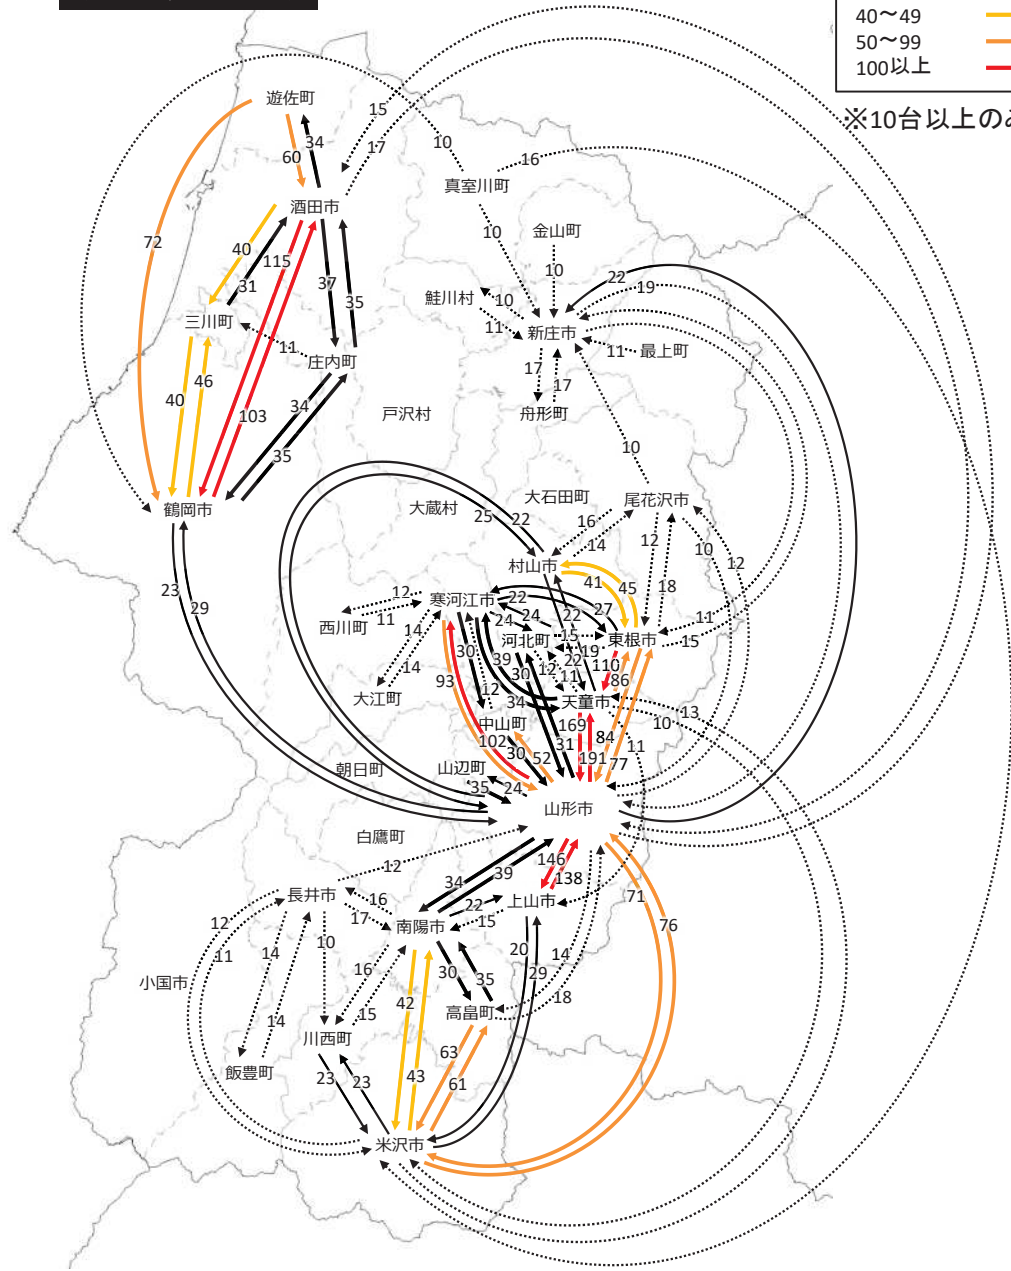 40～49
50～99
100以上
※10台以上のみ
遊佐町
15
34
17
10
60
16
真室川町
酒田市
72
10
金山町
40
115
31
37
35
10
22
19
鮭川村
10
11
三川町
新庄市
11
庄内町
11
最上町
17
46
17
40
34
103
戸沢村
舟形町
35
10
鶴岡市
大蔵村
大石田町
尾花沢市
25
22
16
14
12
10
村山市
12
41
45
18
23
29
12
寒河江市
22
27
11
西川町
11
14
24
24
22
河北町
15
東根市
15
19
30
39
22
110
14
93
30
12
11
86
大江町
12
34
天童市
13
10
中山町
169
84
11
102
30
31
52
191
77
朝日町
山辺町
35
24
山形市
白鷹町
12
146
39
138
34
71
長井市
16
22
上山市
76
12
17
南陽市
15
11
14
10
20
14
16
30
35
29
小国市
18
42
高畠町
14
15
川西町
63
飯豊町
23
23
43
61
米沢市